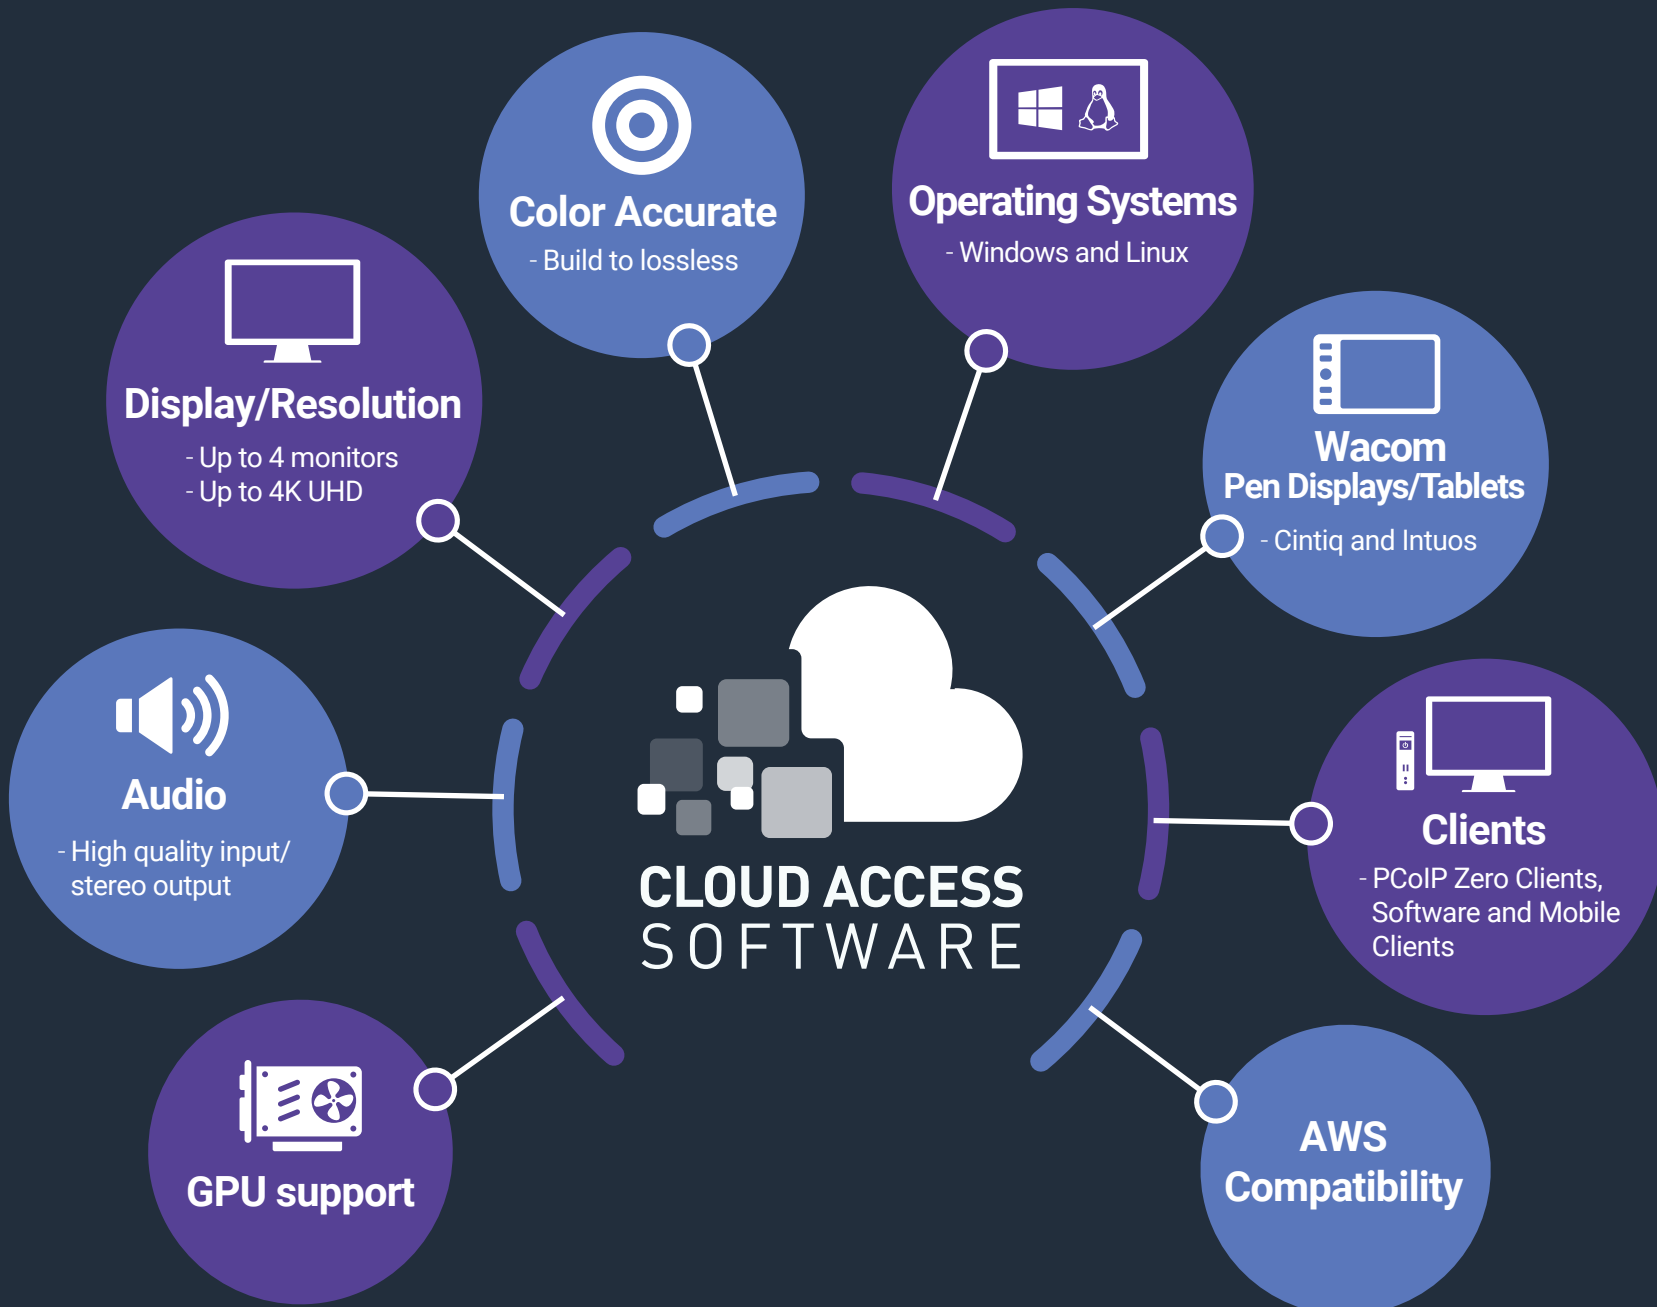 Color Accurate
- Build to lossless
Operating Systems
- Windows and Linux
Display/Resolution
- Up to 4 monitors
- Up to 4K UHD
Wacom
Pen Displays/Tablets
- Cintiq and Intuos
Audio
- High quality input/
stereo output
Clients
- PCoIP Zero Clients,
Software and Mobile
Clients
CLOUD ACCESS
SOFTWARE
GPU support
AWS
Compatibility